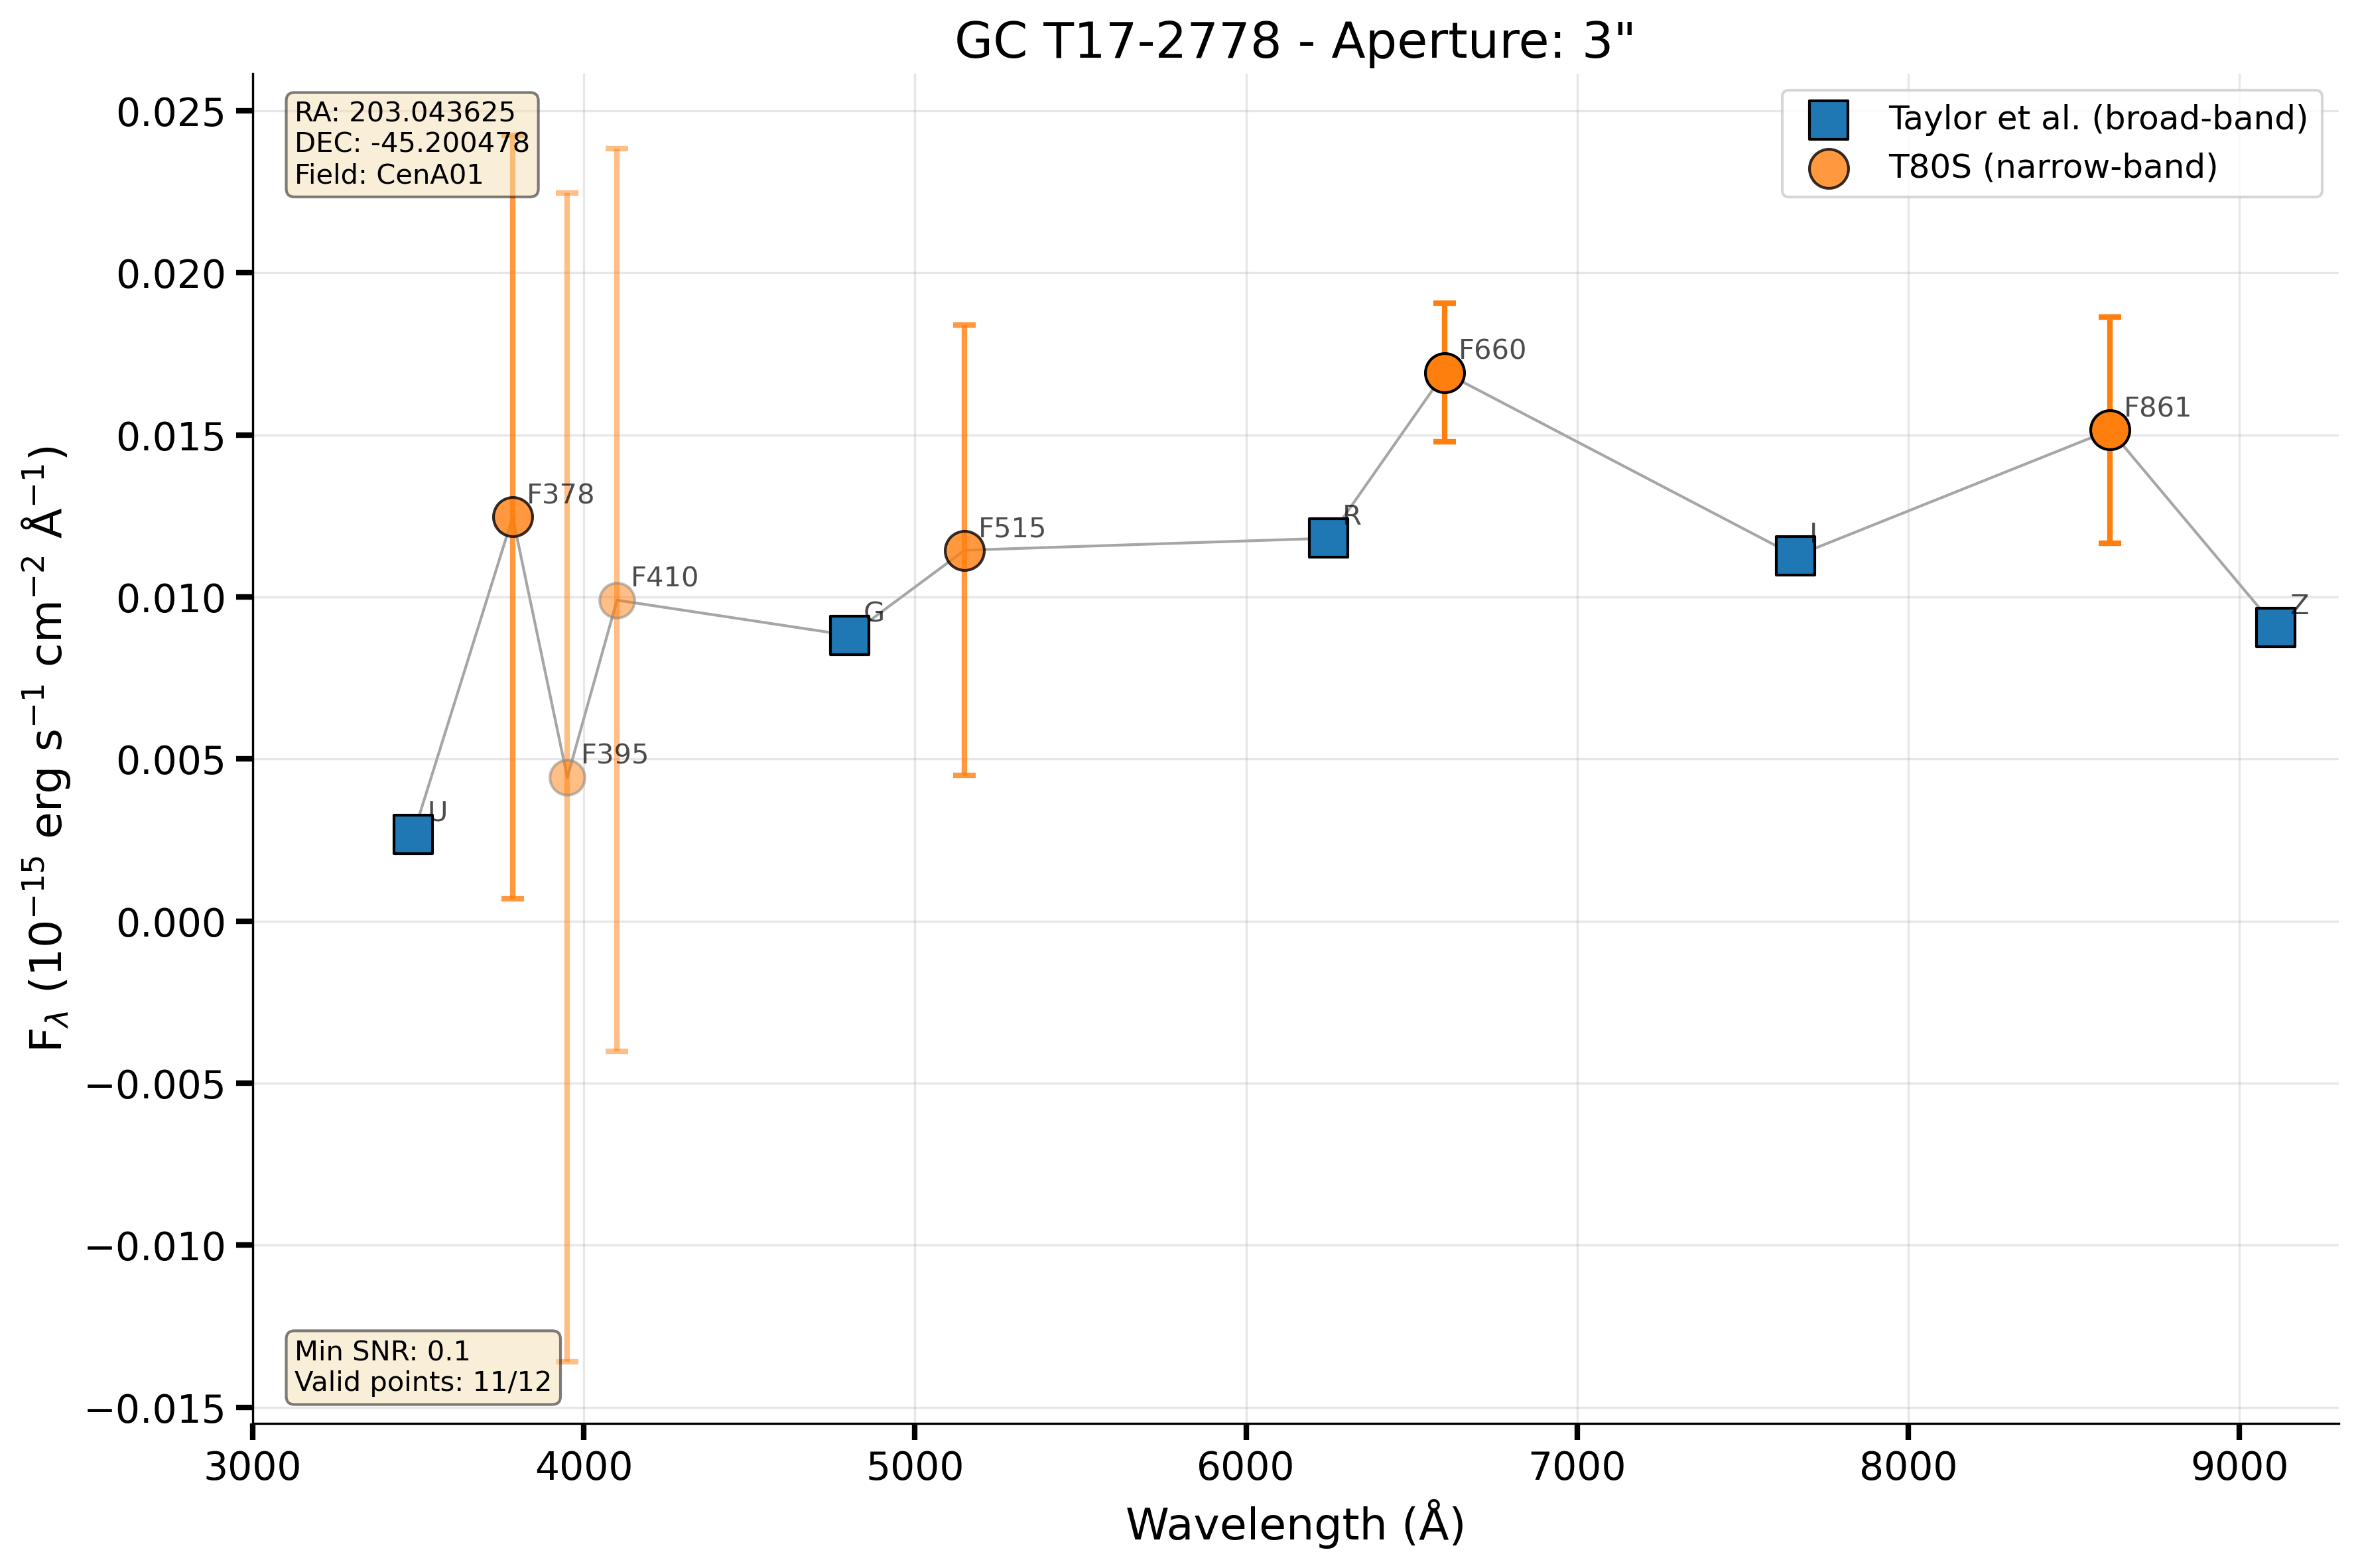 GC T17-2778 - Aperture: 3"
RA: 203.043625
DEC: -45.200478
Field: CenA01
Taylor et al. (broad-band)
T80S (narrow-band)
F_λ (10⁻¹⁵ erg s⁻¹ cm⁻² Å⁻¹)
0.025
0.020
0.015
0.010
0.005
0.000
−0.005
−0.010
−0.015
U
F378
F395
F410
G
F515
R
F660
I
F861
Z
Min SNR: 0.1
Valid points: 11/12
3000 4000 5000 6000 7000 8000 9000
Wavelength (Å)